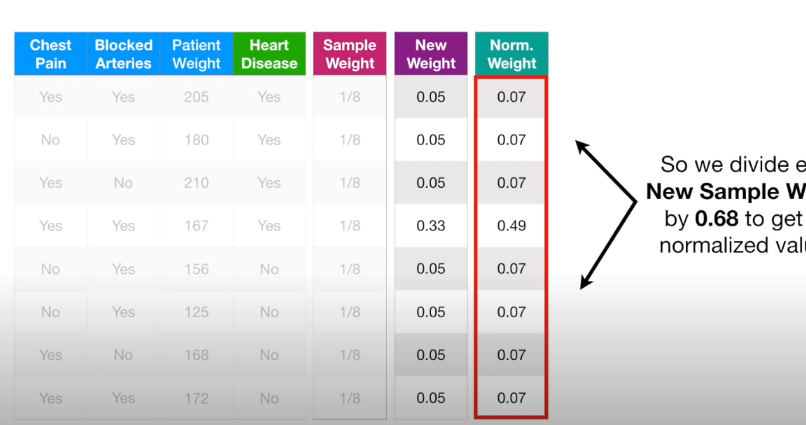 Chest Pain Blocked Arteries Patient Weight Heart Disease Sample Weight New Weight Norm. Weight
Yes Yes 205 Yes 1/8 0.05 0.07
No Yes 180 Yes 1/8 0.05 0.07
Yes No 210 Yes 1/8 0.05 0.07
Yes Yes 167 Yes 1/8 0.33 0.49
No Yes 156 No 1/8 0.05 0.07
No Yes 125 No 1/8 0.05 0.07
Yes No 168 No 1/8 0.05 0.07
Yes Yes 172 No 1/8 0.05 0.07
So we divide
New Sample
by 0.68 to get
normalized